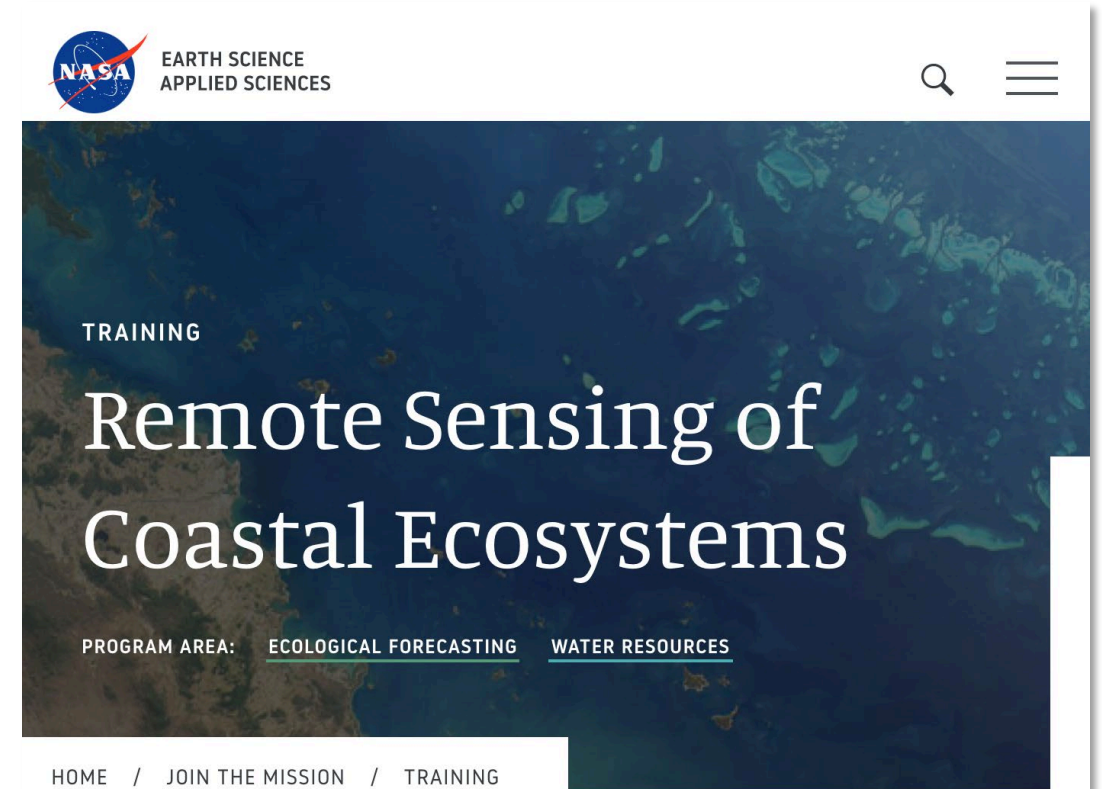 NASA
EARTH SCIENCE
APPLIED SCIENCES
TRAINING
Remote Sensing of
Coastal Ecosystems
PROGRAM AREA: ECOLOGICAL FORECASTING WATER RESOURCES
HOME / JOIN THE MISSION / TRAINING